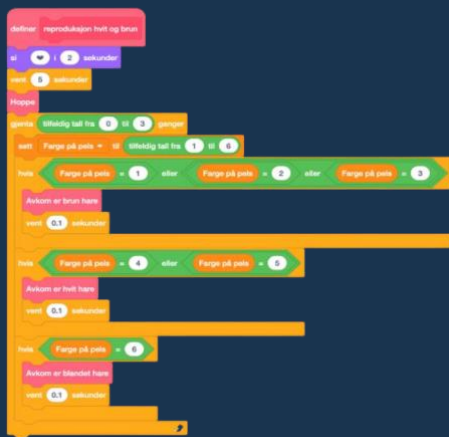 definer reproduksjon hvit og brun
si ❤ i 2 sekunder
vent 5 sekunder
Hoppe
gjenta tilfeldig tall fra 0 til 3 ganger
sett Farge på pels til tilfeldig tall fra 1 til 6
hvis Farge på pels = 1 eller Farge på pels = 2 eller Farge på pels = 3
Avkom er brun hare
vent 0,1 sekunder
hvis Farge på pels = 4 eller Farge på pels = 5
Avkom er hvit hare
vent 0,1 sekunder
hvis Farge på pels = 6
Avkom er blandet hare
vent 0,1 sekunder